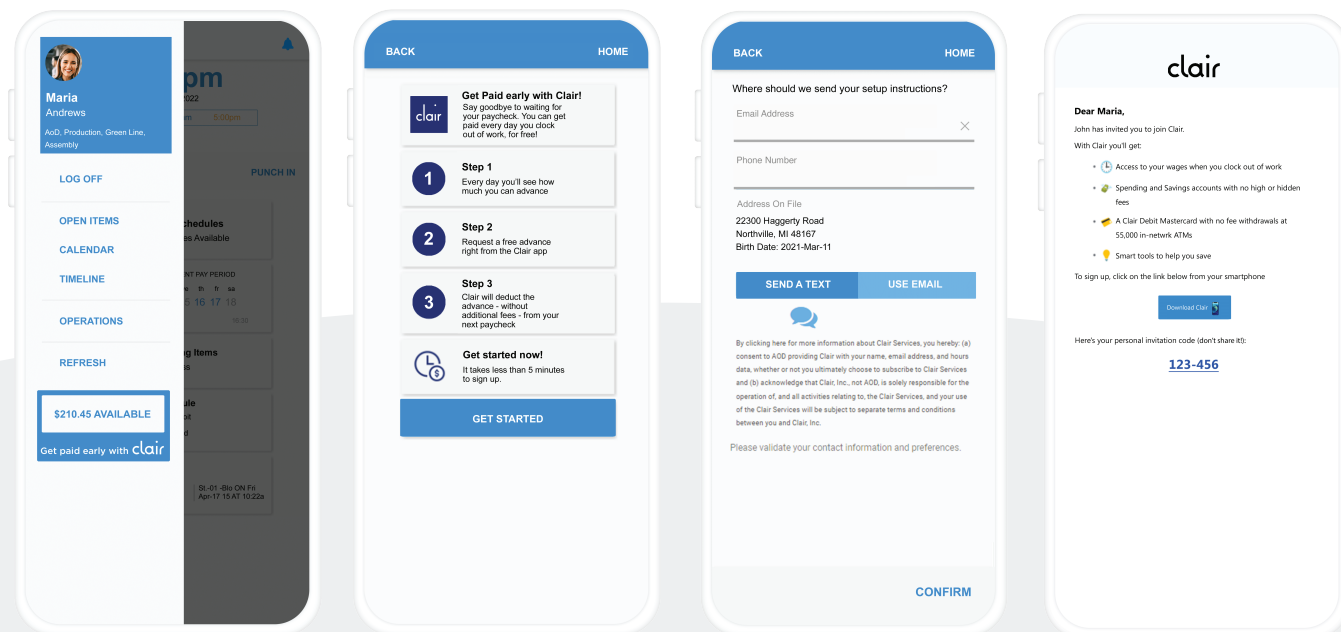 Maria
Andrews
AoD, Production, Green Line,
Assembly
LOG OFF
OPEN ITEMS
CALENDAR
TIMELINE
OPERATIONS
REFRESH
$210.45 AVAILABLE
Get paid early with clair
pm
2022
5:00pm
PUNCH IN
chedules
es Available
NT PAY PERIOD
th fr sa
16 17 18
ng Items
ule
St.-01 -Blo ON Fri
Apr-17 15 AT 10:22a
BACK
HOME
clair
Get Paid early with Clair!
Say goodbye to waiting for
your paycheck. You can get
paid every day you clock
out of work, for free!
1
Step 1
Every day you'll see how
much you can advance
2
Step 2
Request a free advance
right from the Clair app
3
Step 3
Clair will deduct the
advance - without
additional fees - from your
next paycheck
$
Get started now!
It takes less than 5 minutes
to sign up.
GET STARTED
BACK
HOME
Where should we send your setup instructions?
Email Address
Phone Number
Address On File
22300 Haggerty Road
Northville, MI 48167
Birth Date: 2021-Mar-11
SEND A TEXT
USE EMAIL
By clicking here for more information about Clair Services, you hereby: (a)
consent to AOD providing Clair with your name, email address, and hours
data, whether or not you ultimately choose to subscribe to Clair Services
and (b) acknowledge that Clair, Inc., not AOD, is solely responsible for the
operation of, and all activities relating to, the Clair Services, and your use
of the Clair Services will be subject to separate terms and conditions
between you and Clair, Inc.
Please validate your contact information and preferences.
CONFIRM
clair
Dear Maria,
John has invited you to join Clair.
With Clair you'll get:
Access to your wages when you clock out of work
Spending and Savings accounts with no high or hidden
fees
A Clair Debit Mastercard with no fee withdrawals at
55,000 in-netwrk ATMs
Smart tools to help you save
To sign up, click on the link below from your smartphone
Download Clair
Here's your personal invitation code (don't share it!):
123-456